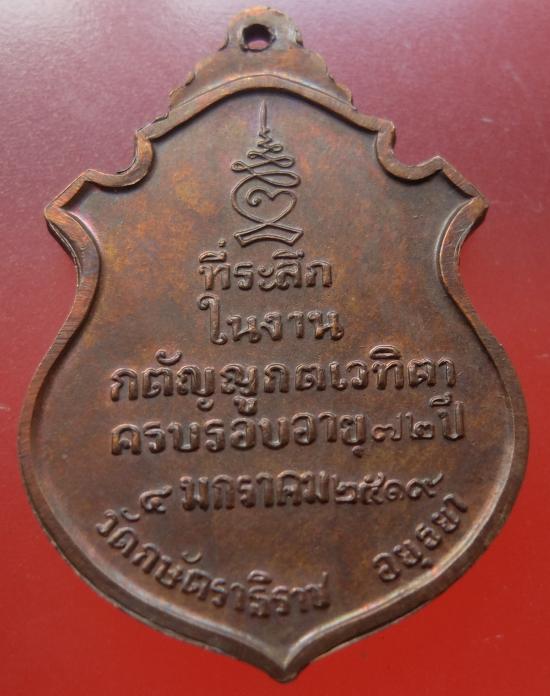 ที่ระลึก
ในงาน
กตัญญูกตเวทิตา
ครบรอบอายุ๗๒ปี
๔ มกราคม๒๕๑๙
วัดกษัตราธิราช อยุธยา